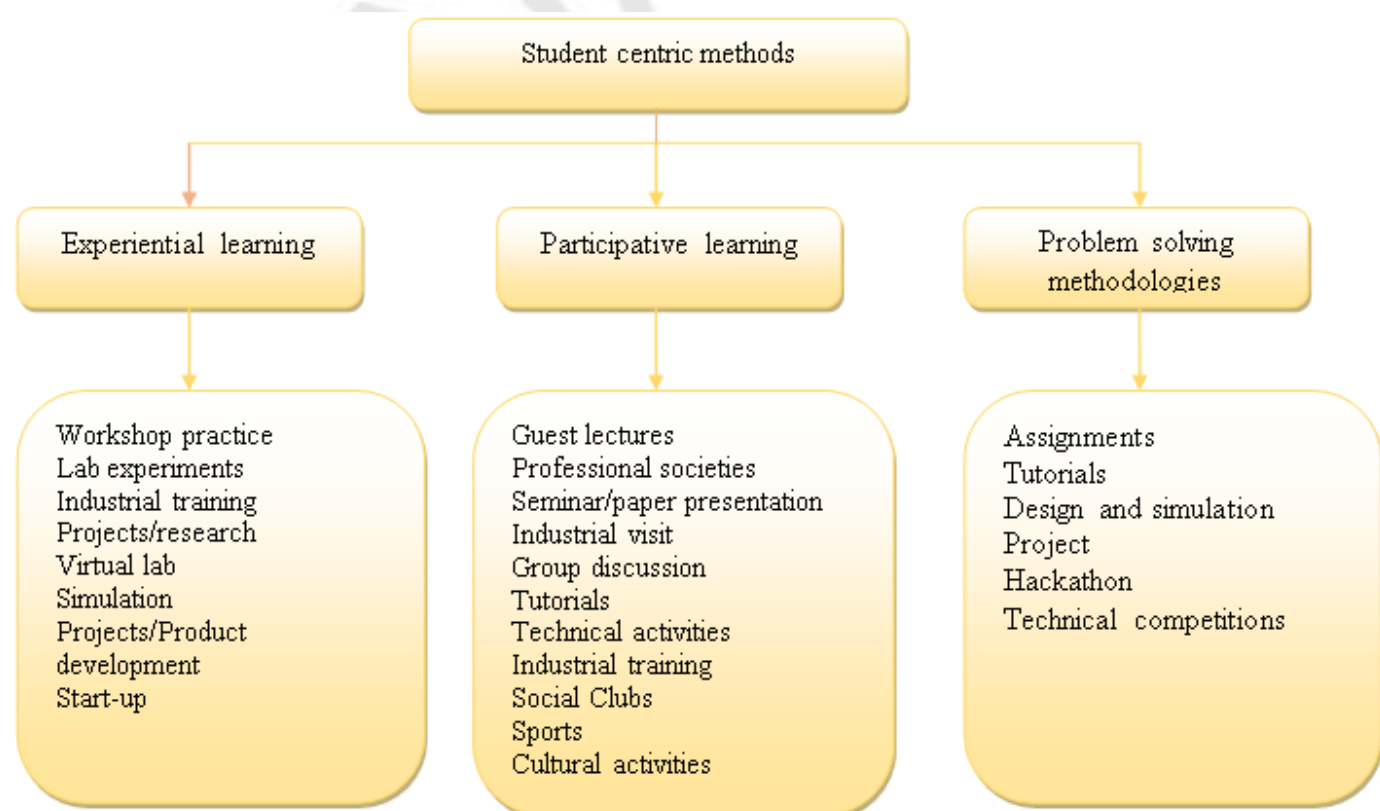 Student centric methods
Experiential learning
Participative learning
Problem solving
methodologies
Workshop practice
Lab experiments
Industrial training
Projects/research
Virtual lab
Simulation
Projects/Product
development
Start-up
Guest lectures
Professional societies
Seminar/paper presentation
Industrial visit
Group discussion
Tutorials
Technical activities
Industrial training
Social Clubs
Sports
Cultural activities
Assignments
Tutorials
Design and simulation
Project
Hackathon
Technical competitions